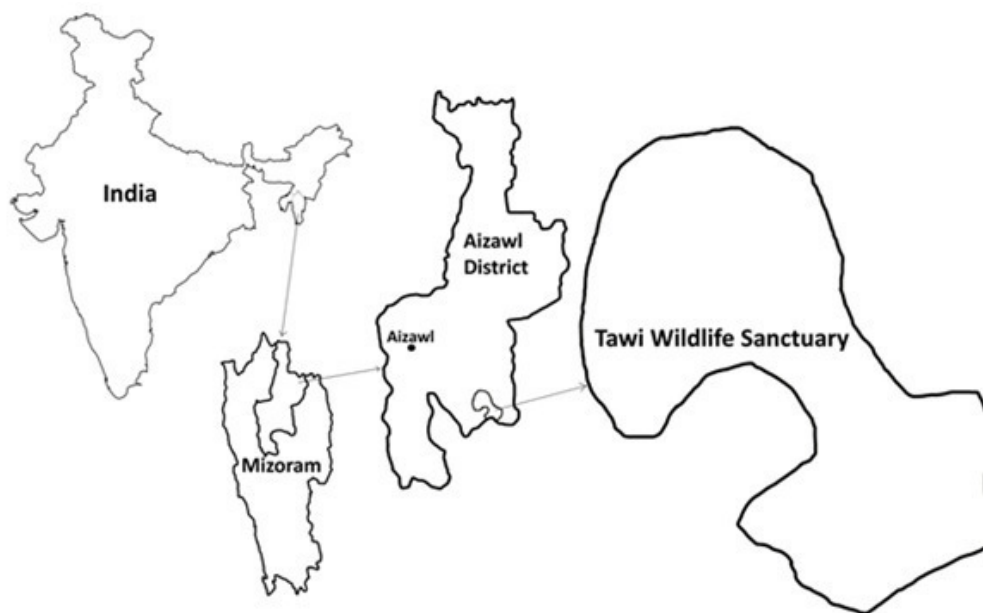 India
Aizawl
District
Aizawl
Tawi Wildlife Sanctuary
Mizoram